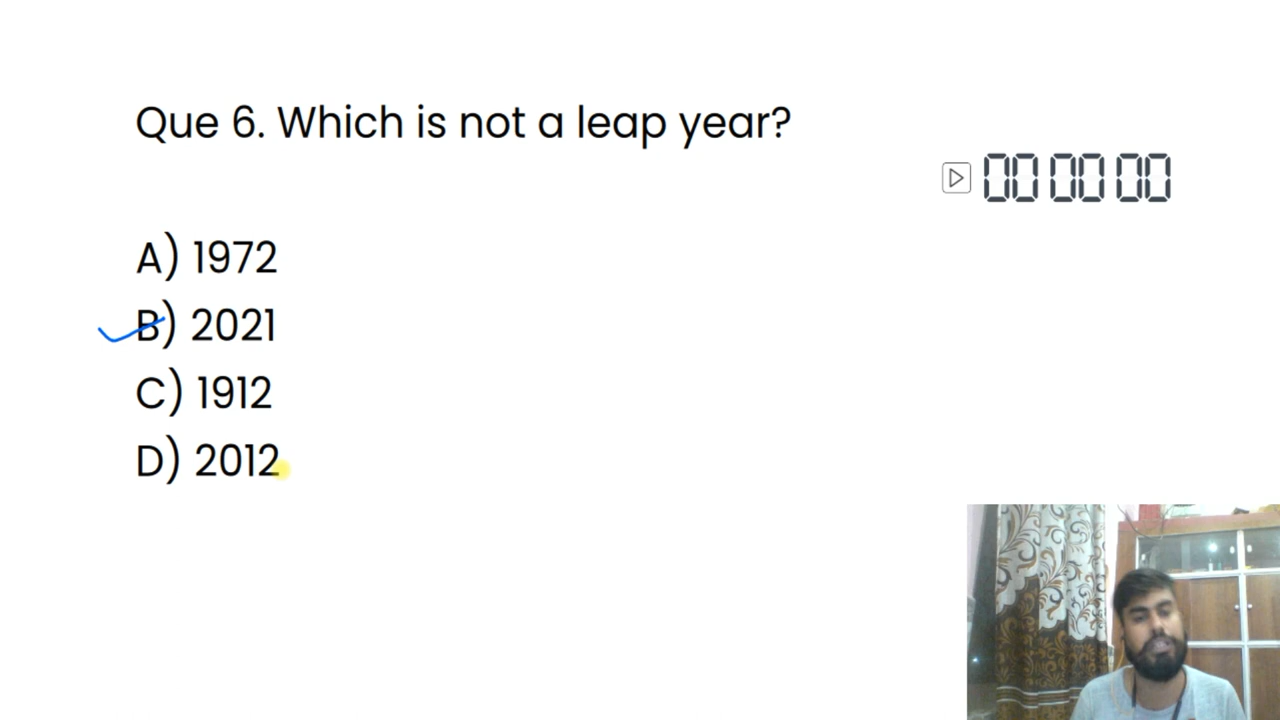 Que 6. Which is not a leap year?
00 00 00
A) 1972
B) 2021
C) 1912
D) 2012